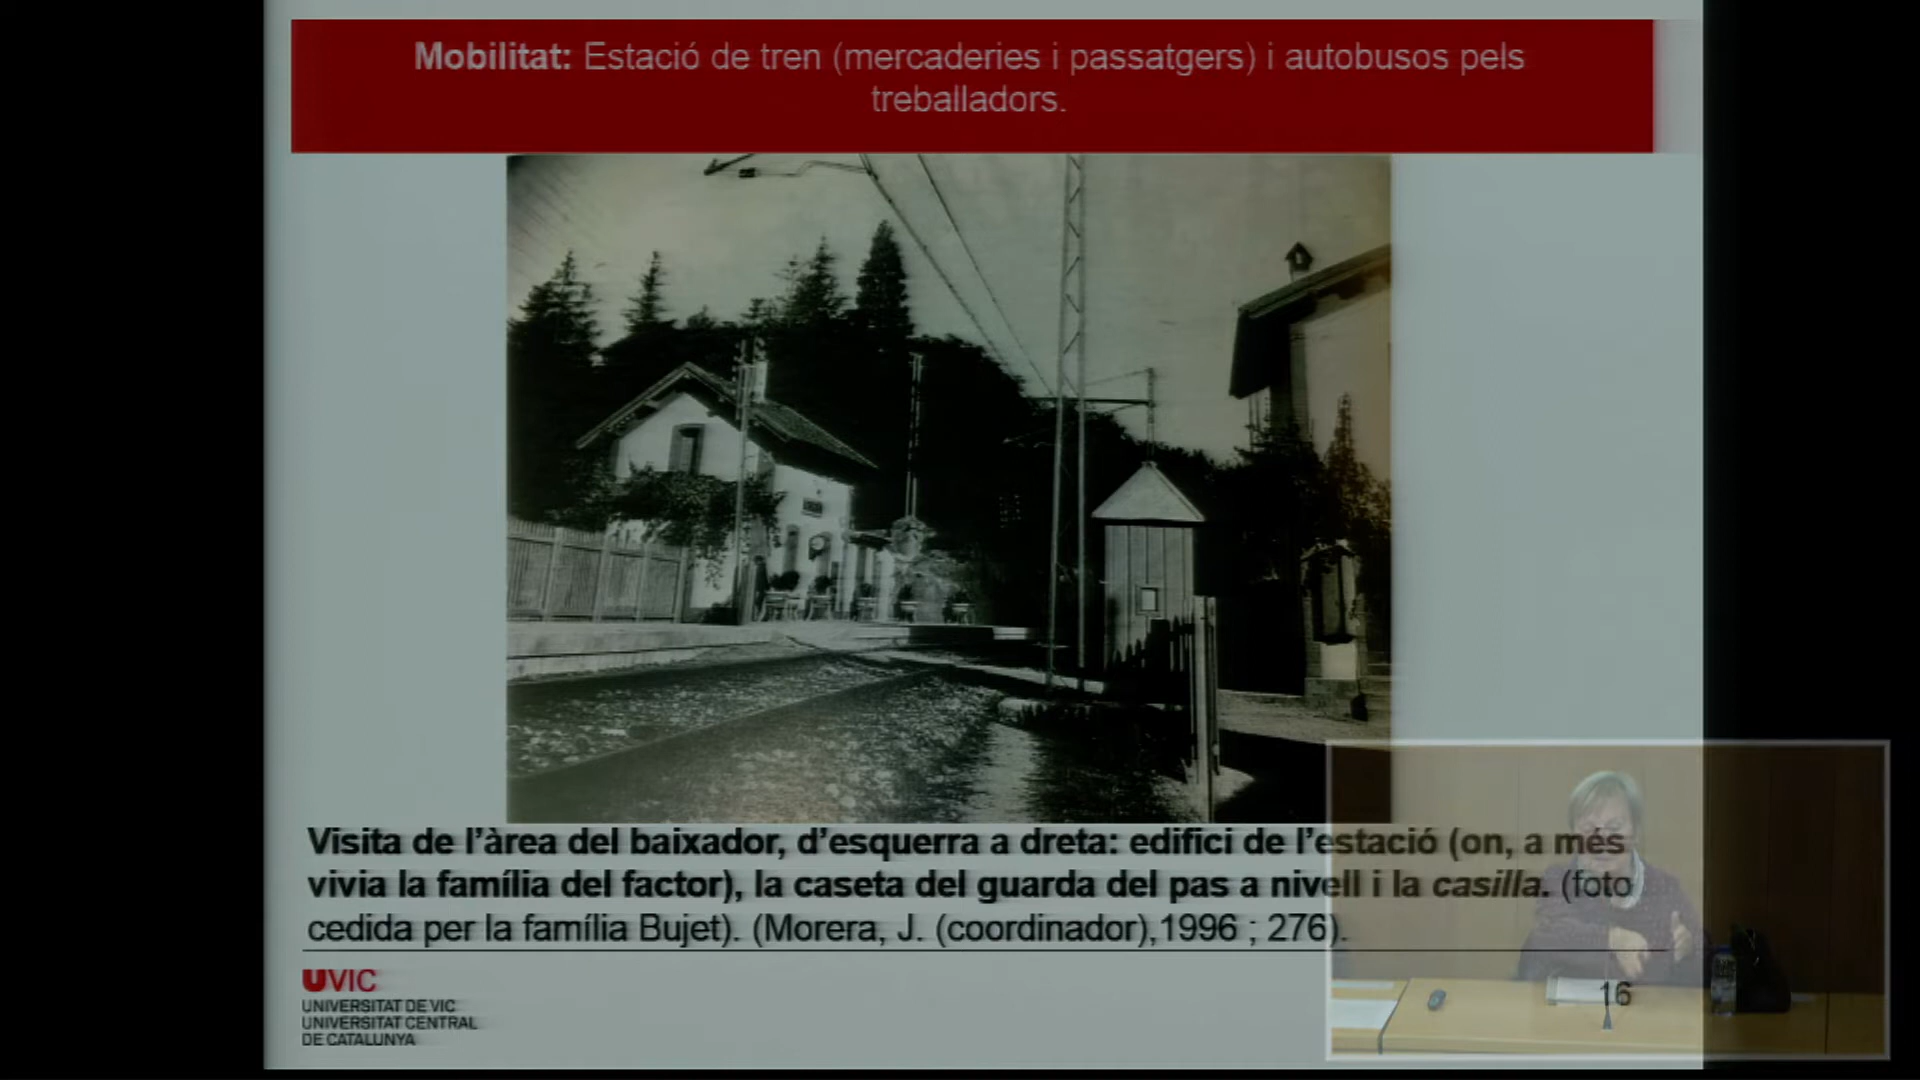 Mobilitat: Estació de tren (mercaderies i passatgers) i autobusos pels
treballadors.
Visita de l’àrea del baixador, d’esquerra a dreta: edifici de l’estació (on, a més
vivia la família del factor), la caseta del guarda del pas a nivell i la casilla. (foto
cedida per la família Bujet). (Morera, J. (coordinador),1996 ; 276).
UVIC
UNIVERSITAT DE VIC
UNIVERSITAT CENTRAL
DE CATALUNYA
16